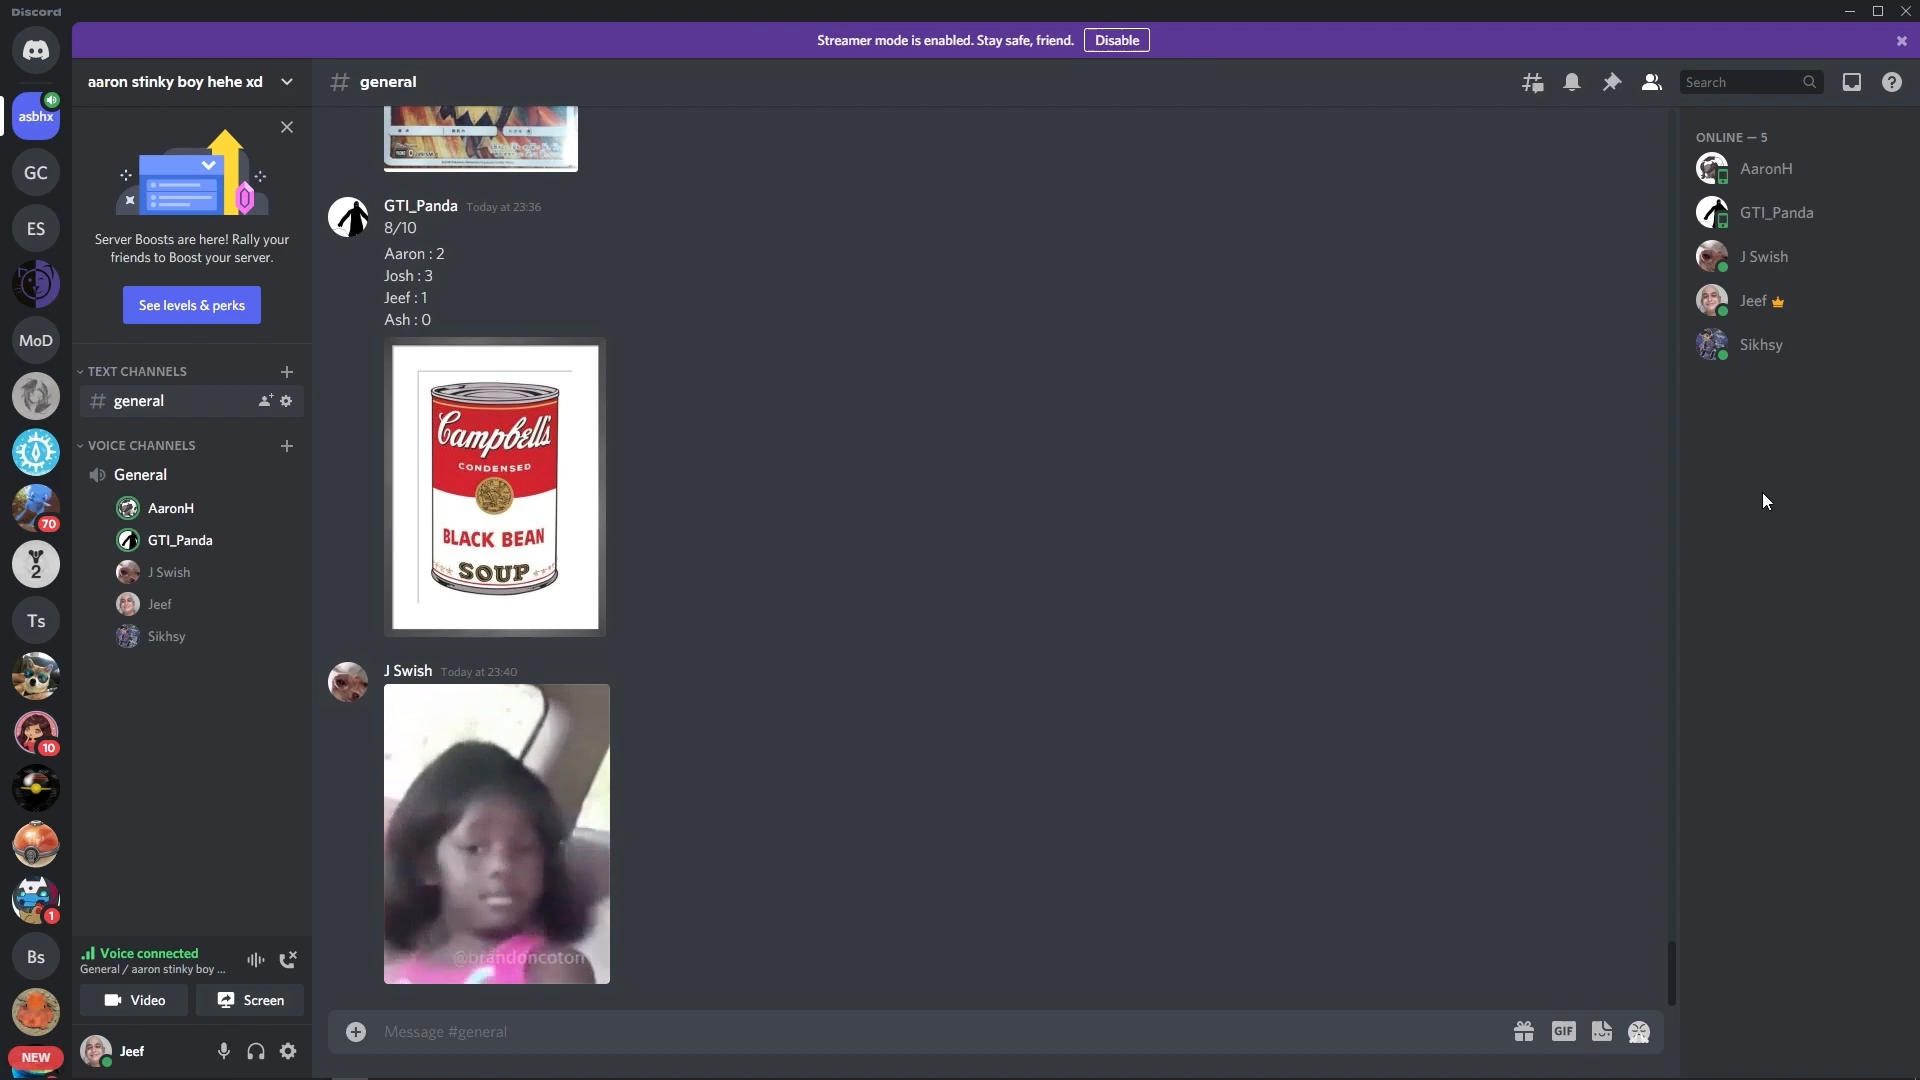 Discord
Streamer mode is enabled. Stay safe, friend.
Disable
aaron stinky boy hehe xd
general
Search
asbhx
GC
ES
MoD
70
2
Ts
10
1
Bs
NEW
Server Boosts are here! Rally your
friends to Boost your server.
See levels & perks
TEXT CHANNELS
general
VOICE CHANNELS
General
AaronH
GTI_Panda
J Swish
Jeef
Sikhsy
Voice connected
General / aaron stinky boy ...
Video
Screen
Jeef
GTI_Panda Today at 23:36
8/10
Aaron : 2
Josh : 3
Jeef : 1
Ash : 0
Campbell's
CONDENSED
BLACK BEAN
SOUP
J Swish Today at 23:40
@brandoncoton
Message #general
GIF
ONLINE — 5
AaronH
GTI_Panda
J Swish
Jeef
Sikhsy